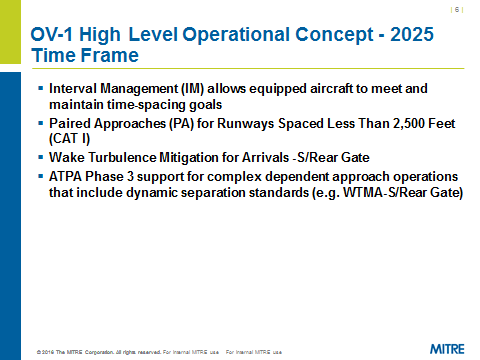 | 6 |
OV-1 High Level Operational Concept - 2025
Time Frame
▪ Interval Management (IM) allows equipped aircraft to meet and
maintain time-spacing goals
▪ Paired Approaches (PA) for Runways Spaced Less Than 2,500 Feet
(CAT I)
▪ Wake Turbulence Mitigation for Arrivals -S/Rear Gate
▪ ATPA Phase 3 support for complex dependent approach operations
that include dynamic separation standards (e.g. WTMA-S/Rear Gate)
© 2016 The MITRE Corporation. All rights reserved. For Internal MITRE use For Internal MITRE use
MITRE